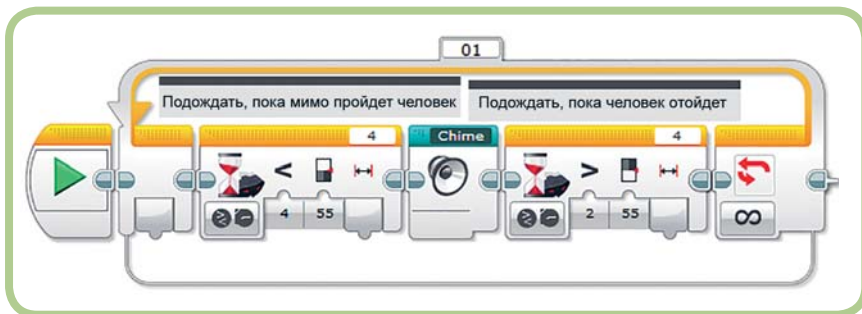 01
Подождать, пока мимо пройдет человек
Подождать, пока человек отойдет
4
Chime
4
< 
4 55
>
2 55
∞